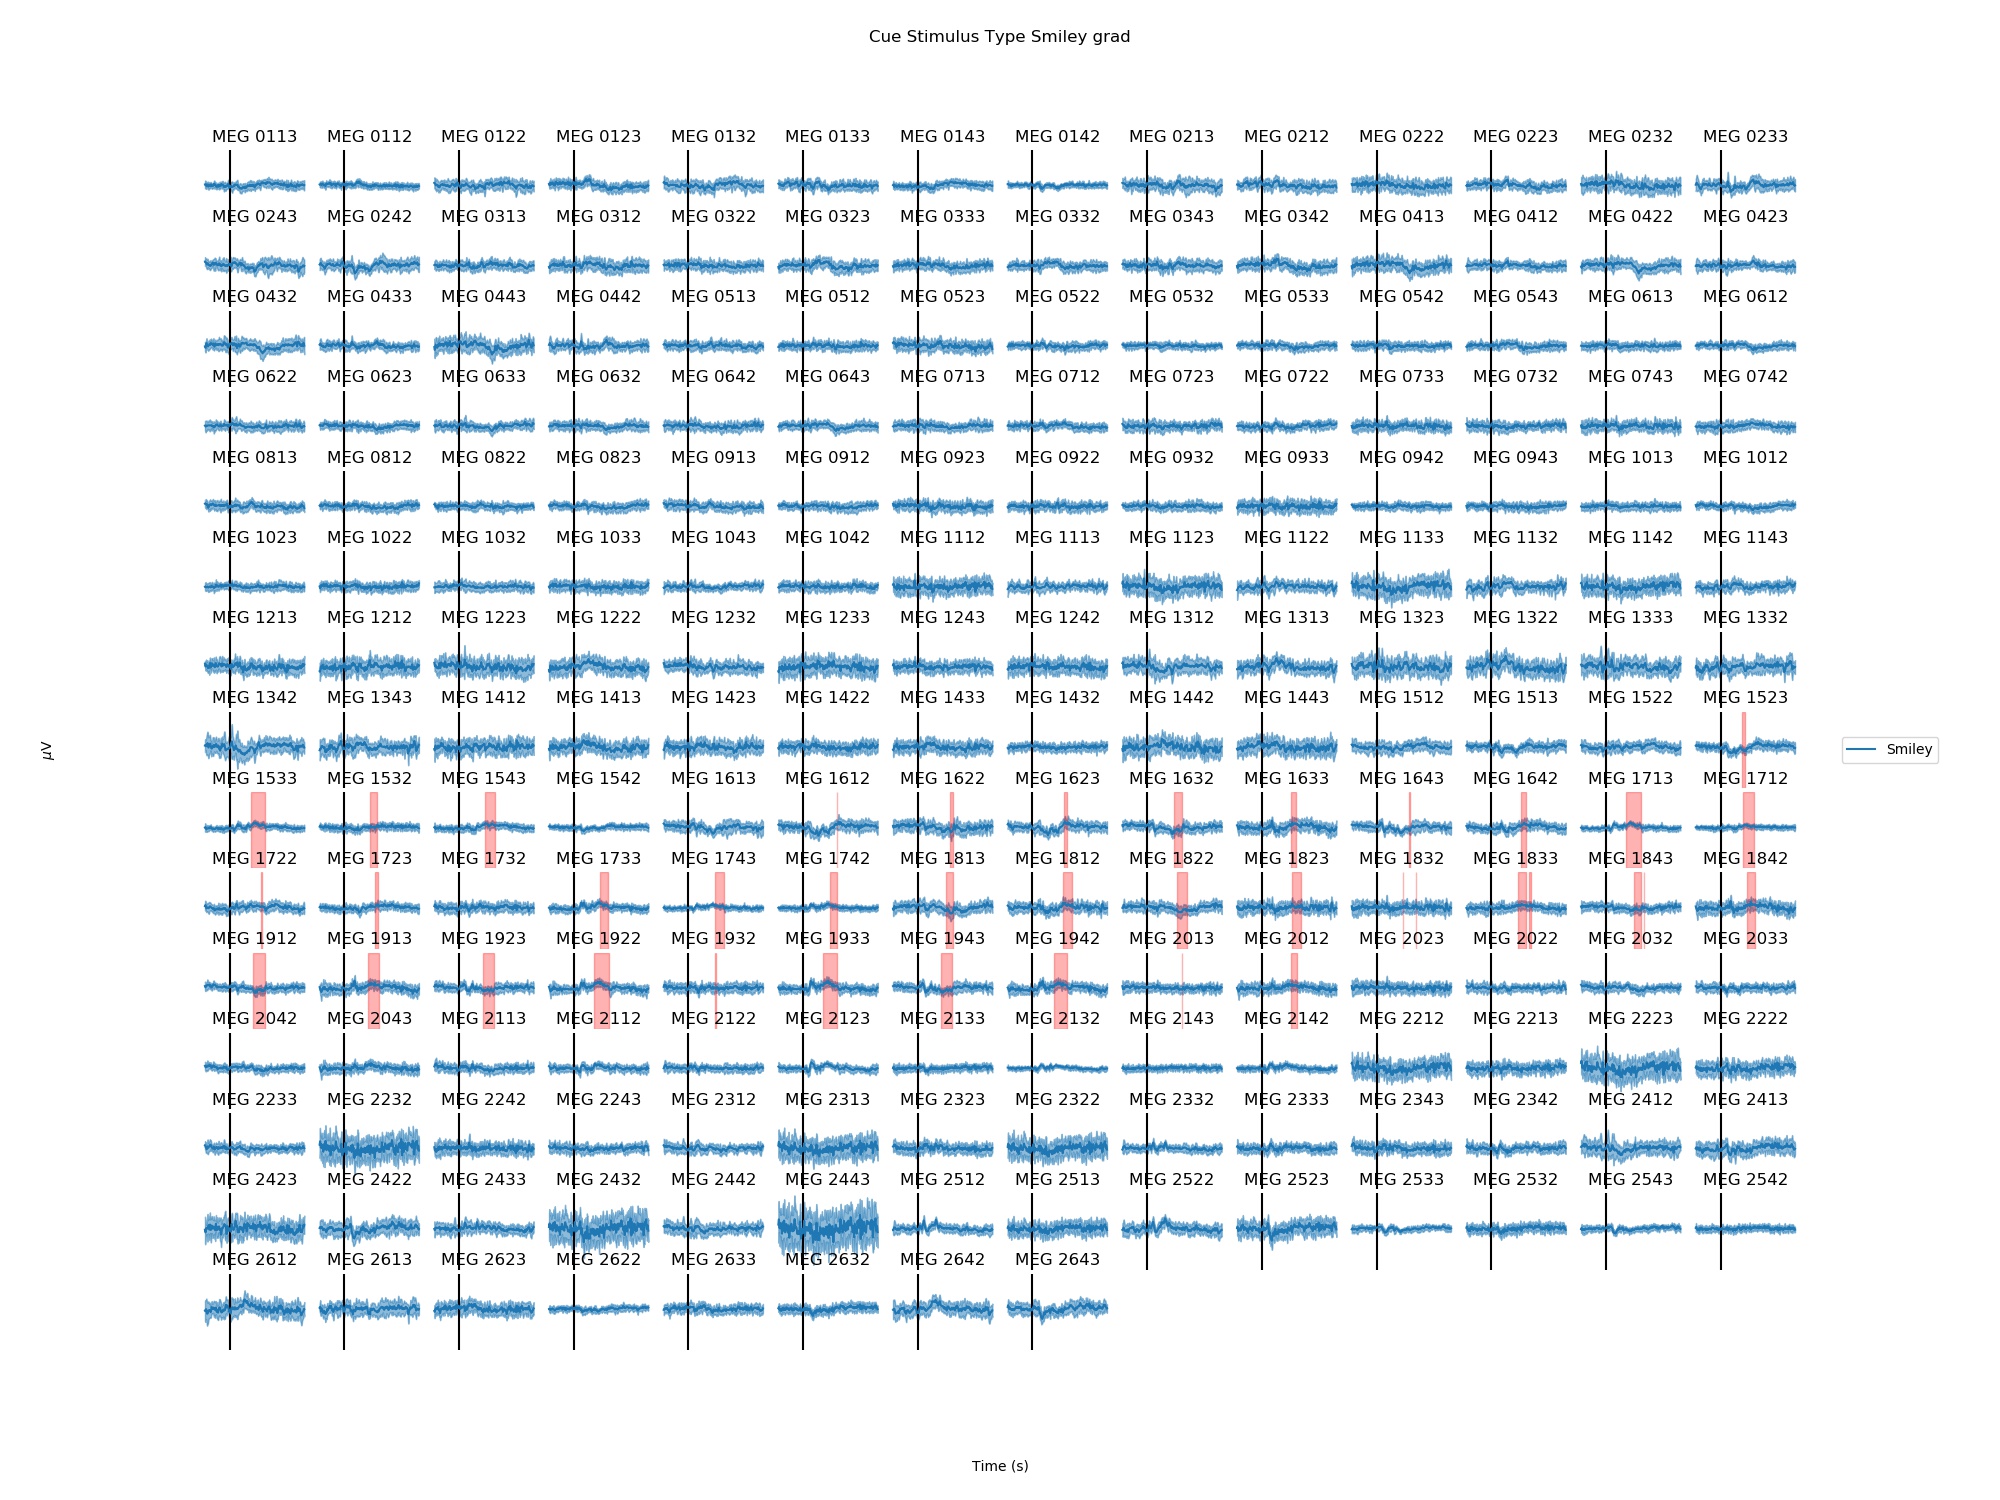 Cue Stimulus Type Smiley grad
MEG 0113 MEG 0112 MEG 0122 MEG 0123 MEG 0132 MEG 0133 MEG 0143 MEG 0142 MEG 0213 MEG 0212 MEG 0222 MEG 0223 MEG 0232 MEG 0233
MEG 0243 MEG 0242 MEG 0313 MEG 0312 MEG 0322 MEG 0323 MEG 0333 MEG 0332 MEG 0343 MEG 0342 MEG 0413 MEG 0412 MEG 0422 MEG 0423
MEG 0432 MEG 0433 MEG 0443 MEG 0442 MEG 0513 MEG 0512 MEG 0523 MEG 0522 MEG 0532 MEG 0533 MEG 0542 MEG 0543 MEG 0613 MEG 0612
MEG 0622 MEG 0623 MEG 0633 MEG 0632 MEG 0642 MEG 0643 MEG 0713 MEG 0712 MEG 0723 MEG 0722 MEG 0733 MEG 0732 MEG 0743 MEG 0742
MEG 0813 MEG 0812 MEG 0822 MEG 0823 MEG 0913 MEG 0912 MEG 0923 MEG 0922 MEG 0932 MEG 0933 MEG 0942 MEG 0943 MEG 1013 MEG 1012
MEG 1023 MEG 1022 MEG 1032 MEG 1033 MEG 1043 MEG 1042 MEG 1112 MEG 1113 MEG 1123 MEG 1122 MEG 1133 MEG 1132 MEG 1142 MEG 1143
MEG 1213 MEG 1212 MEG 1223 MEG 1222 MEG 1232 MEG 1233 MEG 1243 MEG 1242 MEG 1312 MEG 1313 MEG 1323 MEG 1322 MEG 1333 MEG 1332
MEG 1342 MEG 1343 MEG 1412 MEG 1413 MEG 1423 MEG 1422 MEG 1433 MEG 1432 MEG 1442 MEG 1443 MEG 1512 MEG 1513 MEG 1522 MEG 1523
μV
Smiley
MEG 1533 MEG 1532 MEG 1543 MEG 1542 MEG 1613 MEG 1612 MEG 1622 MEG 1623 MEG 1632 MEG 1633 MEG 1643 MEG 1642 MEG 1713 MEG 1712
MEG 1722 MEG 1723 MEG 1732 MEG 1733 MEG 1743 MEG 1742 MEG 1813 MEG 1812 MEG 1822 MEG 1823 MEG 1832 MEG 1833 MEG 1843 MEG 1842
MEG 1912 MEG 1913 MEG 1923 MEG 1922 MEG 1932 MEG 1933 MEG 1943 MEG 1942 MEG 2013 MEG 2012 MEG 2023 MEG 2022 MEG 2032 MEG 2033
MEG 2042 MEG 2043 MEG 2113 MEG 2112 MEG 2122 MEG 2123 MEG 2133 MEG 2132 MEG 2143 MEG 2142 MEG 2212 MEG 2213 MEG 2223 MEG 2222
MEG 2233 MEG 2232 MEG 2242 MEG 2243 MEG 2312 MEG 2313 MEG 2323 MEG 2322 MEG 2332 MEG 2333 MEG 2343 MEG 2342 MEG 2412 MEG 2413
MEG 2423 MEG 2422 MEG 2433 MEG 2432 MEG 2442 MEG 2443 MEG 2512 MEG 2513 MEG 2522 MEG 2523 MEG 2533 MEG 2532 MEG 2543 MEG 2542
MEG 2612 MEG 2613 MEG 2623 MEG 2622 MEG 2633 MEG 2632 MEG 2642 MEG 2643
Time (s)